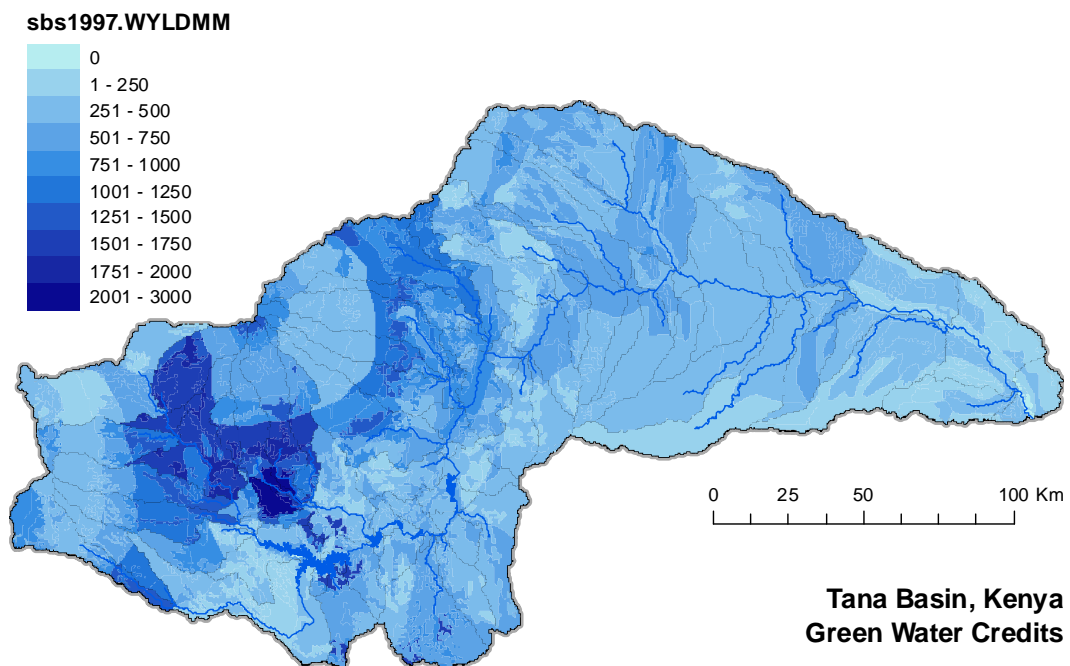 sbs1997.WYLDMM
0
1 - 250
251 - 500
501 - 750
751 - 1000
1001 - 1250
1251 - 1500
1501 - 1750
1751 - 2000
2001 - 3000
0 25 50 100 Km
Tana Basin, Kenya
Green Water Credits